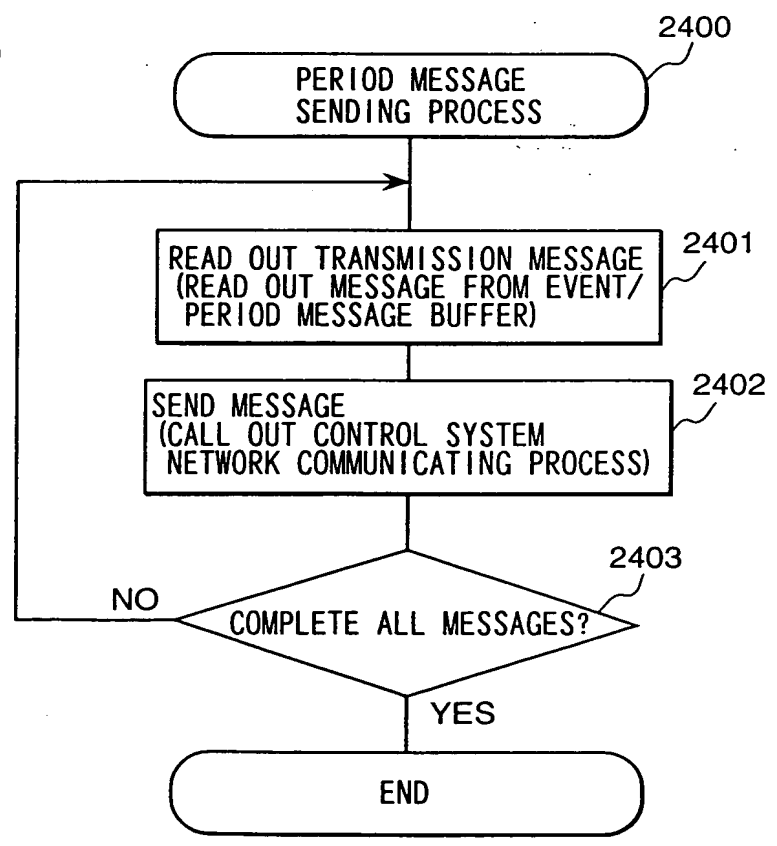 2400
PERIOD MESSAGE
SENDING PROCESS
2401
READ OUT TRANSMISSION MESSAGE
(READ OUT MESSAGE FROM EVENT/
PERIOD MESSAGE BUFFER)
2402
SEND MESSAGE
(CALL OUT CONTROL SYSTEM
NETWORK COMMUNICATING PROCESS)
2403
NO
COMPLETE ALL MESSAGES?
YES
END